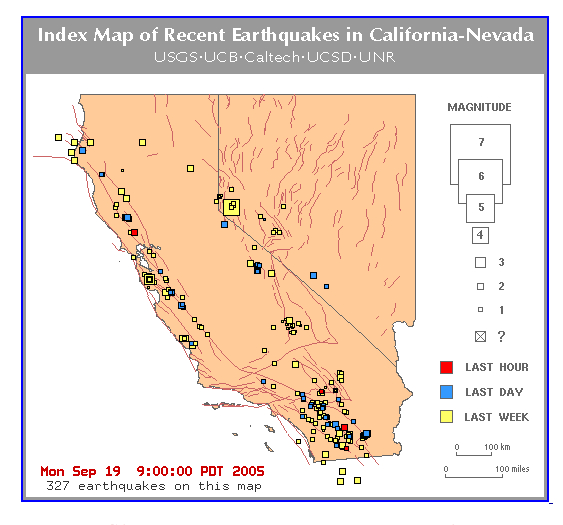 Index Map of Recent Earthquakes in California-Nevada
USGS·UCB·Caltech·UCSD·UNR
MAGNITUDE
7
6
5
4
3
2
1
?
LAST HOUR
LAST DAY
LAST WEEK
0 100 km
0 100 miles
Mon Sep 19 9:00:00 PDT 2005
327 earthquakes on this map